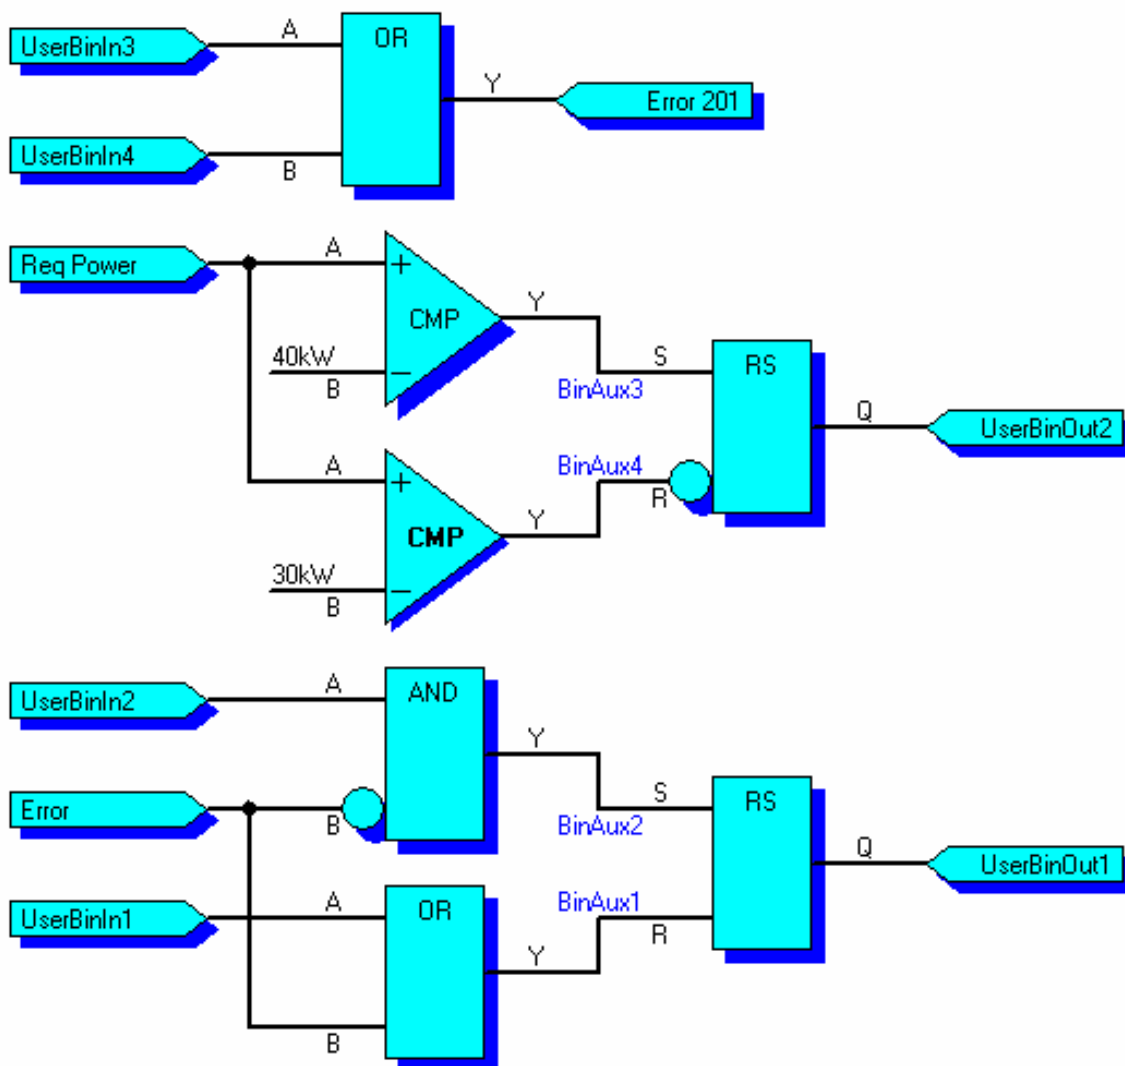 A
OR
UserBinIn3
Y
Error 201
UserBinIn4
B
A
Req Power
+
Y
CMP
40kW
S
RS
B
−
BinAux3
Q
UserBinOut2
BinAux4
A
+
R
Y
CMP
30kW
B
−
A
AND
UserBinIn2
Y
S
RS
Error
B
BinAux2
Q
UserBinOut1
A
OR
BinAux1
UserBinIn1
R
Y
B